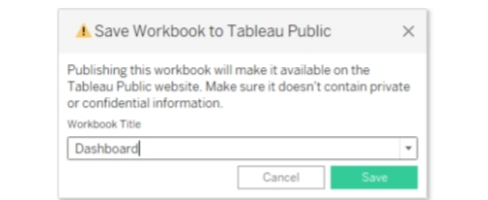 Save Workbook to Tableau Public
Publishing this workbook will make it available on the
Tableau Public website. Make sure it doesn't contain private
or confidential information.
Workbook Title
Dashboard
Cancel
Save